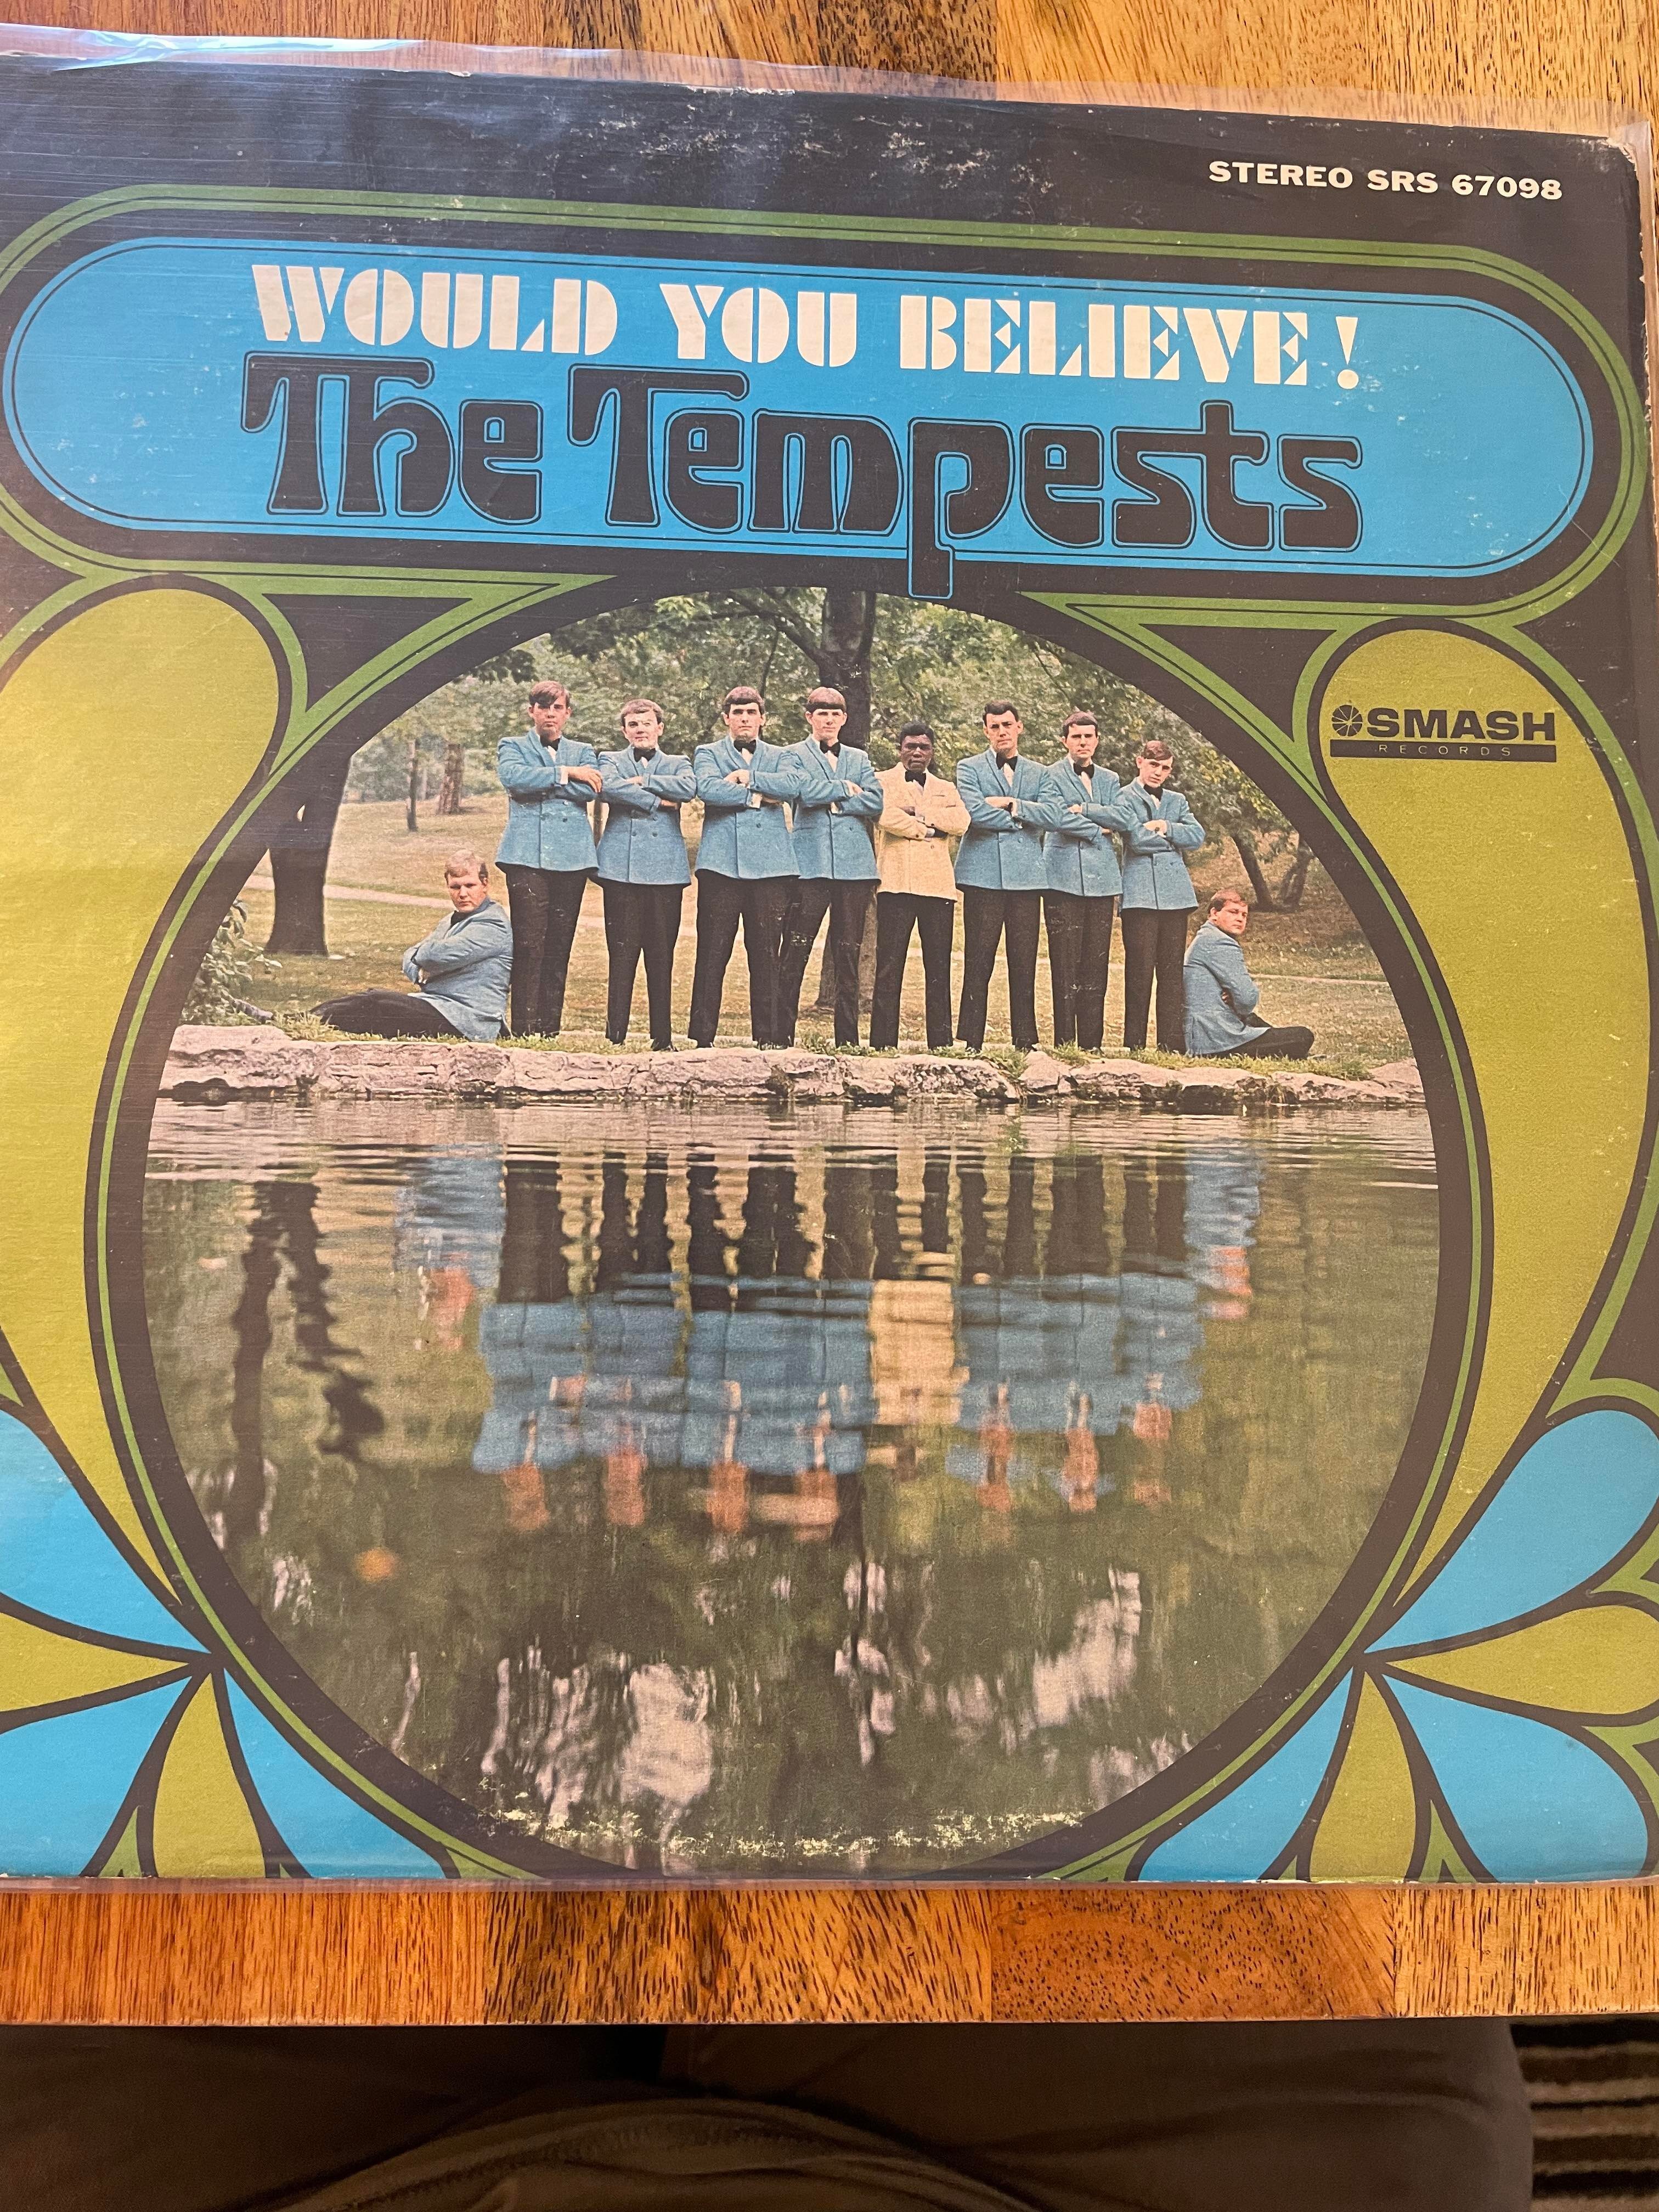 STEREO SRS 67098
WOULD YOU BELIEVE!
The Tempests
SMASH
RECORDS